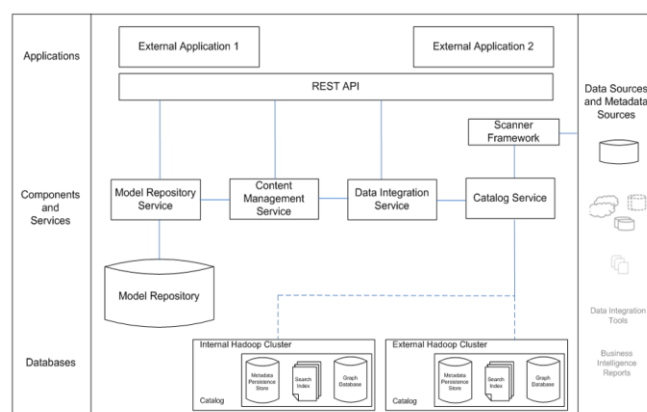 Applications
External Application 1
External Application 2
REST API
Data Sources
and Metadata
Sources
Scanner
Framework
Components
and
Services
Model Repository
Service
Content
Management
Service
Data Integration
Service
Catalog Service
Model Repository
Data Integration
Tools
Business
Intelligence
Reports
Databases
Internal Hadoop Cluster
Metadata
Persistence
Store
Search
Index
Graph
Database
Catalog
External Hadoop Cluster
Metadata
Persistence
Store
Search
Index
Graph
Database
Catalog